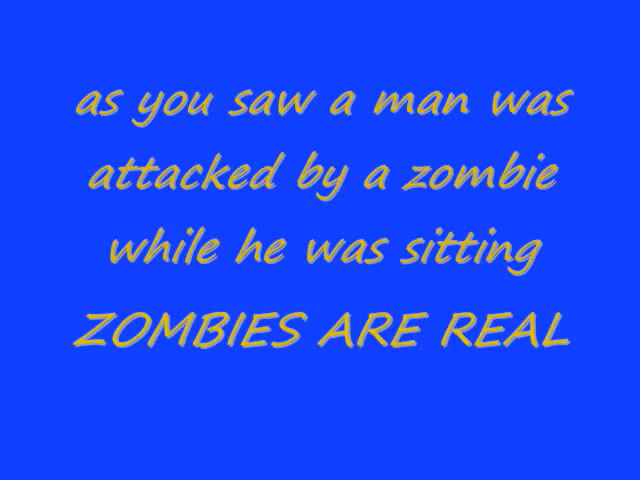 as you saw a man was
attacked by a zombie
while he was sitting
ZOMBIES ARE REAL